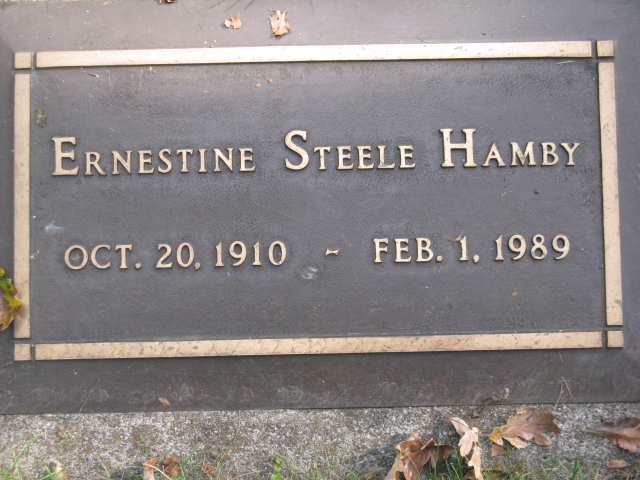 ERNESTINE STEELE HAMBY
OCT. 20, 1910 - FEB. 1, 1989